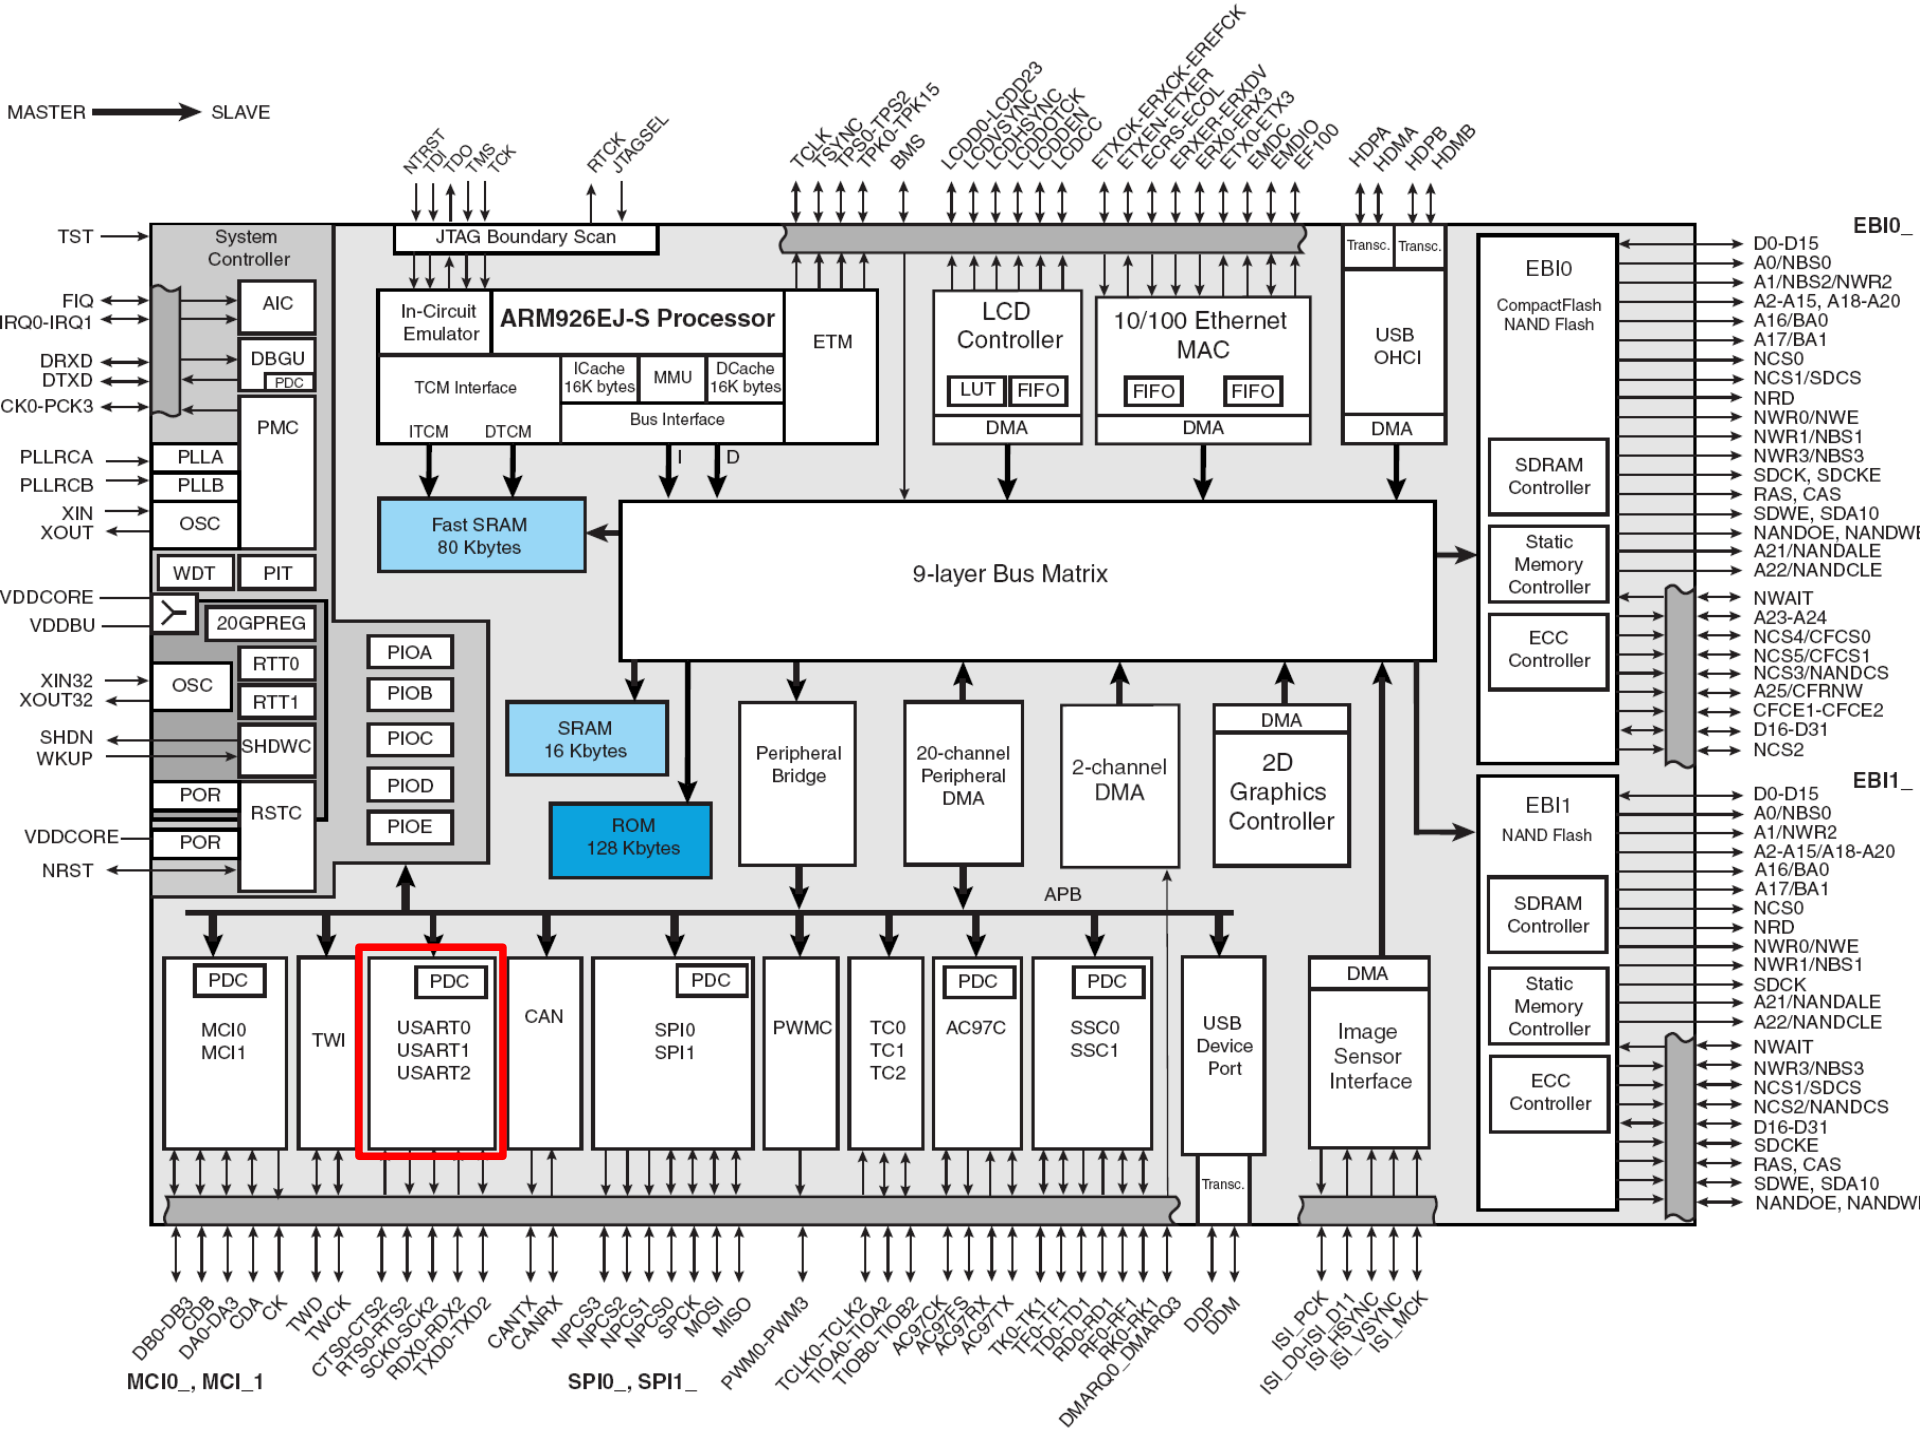 MASTER
SLAVE
NTRST
TDI
TDO
TMS
TCK
RTCK
JTAGSEL
TCLK
TSYNC
TPS0-TPS2
TPK0-TPK15
BMS
LCDD0-LCDD23
LCDVSYNC
LCDHSYNC
LCDDOTCK
LCDDEN
LCDCC
ETXCK-ERXCK-EREFCK
ETXEN-ETXER
ECRS-ECOL
ERXER-ERXDV
ERX0-ERX3
ETX0-ETX3
EMDC
EMDIO
EF100
HDPA
HDMA
HDPB
HDMB
TST
FIQ
IRQ0-IRQ1
DRXD
DTXD
CK0-PCK3
PLLRCA
PLLRCB
XIN
XOUT
VDDCORE
VDDBU
XIN32
XOUT32
SHDN
WKUP
VDDCORE
NRST
System
Controller
AIC
DBGU
PDC
PMC
PLLA
PLLB
OSC
WDT
PIT
20GPREG
OSC
RTT0
RTT1
SHDWC
POR
RSTC
POR
PIOA
PIOB
PIOC
PIOD
PIOE
JTAG Boundary Scan
In-Circuit
Emulator
ARM926EJ-S Processor
ETM
TCM Interface
ICache
16K bytes
MMU
DCache
16K bytes
Bus Interface
ITCM
DTCM
I
D
LCD
Controller
LUT
FIFO
DMA
10/100 Ethernet
MAC
FIFO
FIFO
DMA
Transc.
Transc.
USB
OHCI
DMA
Fast SRAM
80 Kbytes
9-layer Bus Matrix
SRAM
16 Kbytes
ROM
128 Kbytes
Peripheral
Bridge
20-channel
Peripheral
DMA
2-channel
DMA
DMA
2D
Graphics
Controller
APB
EBI0
CompactFlash
NAND Flash
SDRAM
Controller
Static
Memory
Controller
ECC
Controller
EBI1
NAND Flash
SDRAM
Controller
Static
Memory
Controller
ECC
Controller
EBI0_
D0-D15
A0/NBS0
A1/NBS2/NWR2
A2-A15, A18-A20
A16/BA0
A17/BA1
NCS0
NCS1/SDCS
NRD
NWR0/NWE
NWR1/NBS1
NWR3/NBS3
SDCK, SDCKE
RAS, CAS
SDWE, SDA10
NANDOE, NANDWE
A21/NANDALE
A22/NANDCLE
NWAIT
A23-A24
NCS4/CFCS0
NCS5/CFCS1
NCS3/NANDCS
A25/CFRNW
CFCE1-CFCE2
D16-D31
NCS2
EBI1_
D0-D15
A0/NBS0
A1/NWR2
A2-A15/A18-A20
A16/BA0
A17/BA1
NCS0
NRD
NWR0/NWE
NWR1/NBS1
SDCK
A21/NANDALE
A22/NANDCLE
NWAIT
NWR3/NBS3
NCS1/SDCS
NCS2/NANDCS
D16-D31
SDCKE
RAS, CAS
SDWE, SDA10
NANDOE, NANDW
PDC
MCI0
MCI1
TWI
PDC
USART0
USART1
USART2
CAN
PDC
SPI0
SPI1
PWMC
TC0
TC1
TC2
PDC
AC97C
PDC
SSC0
SSC1
USB
Device
Port
Transc.
DMA
Image
Sensor
Interface
DB0-DB3
CDB
DA0-DA3
CDA
CK
TWD
TWCK
CTS0-CTS2
RTS0-RTS2
SCK0-SCK2
RDX0-RDX2
TXD0-TXD2
CANTX
CANRX
NPCS3
NPCS2
NPCS1
NPCS0
SPCK
MOSI
MISO
PWM0-PWM3
TCLK0-TCLK2
TIOA0-TIOA2
TIOB0-TIOB2
AC97CK
AC97FS
AC97RX
AC97TX
TK0-TK1
TF0-TF1
TD0-TD1
RD0-RD1
RF0-RF1
RK0-RK1
DMARQ0_DMARQ3
DDP
DDM
ISI_PCK
ISI_D0-ISI_D11
ISI_HSYNC
ISI_VSYNC
ISI_MCK
MCI0_, MCI_1
SPI0_, SPI1_